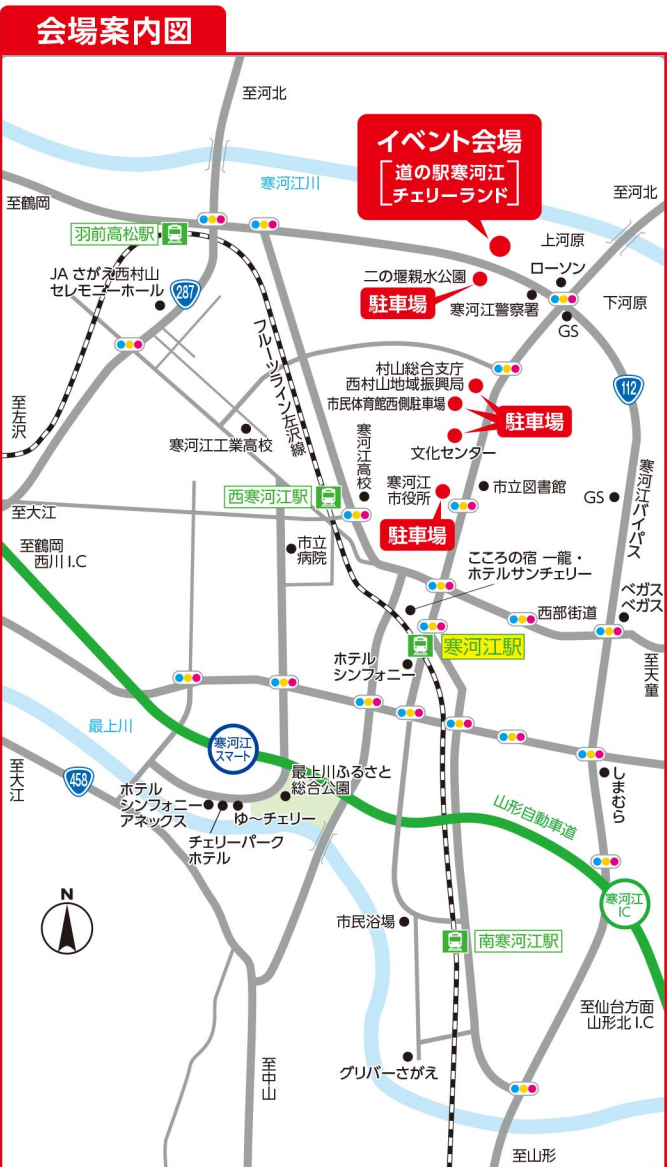 会場案内図
至河北
イベント会場
道の駅寒河江
チェリーランド
寒河江川
至鶴岡
至河北
羽前高松駅
上河原
ローソン
二の堰親水公園
駐車場
寒河江警察署
下河原
GS
JA さがえ西村山
セレモニーホール
287
フルーツライン左沢線
村山総合支庁
西村山地域振興局
市民体育館西側駐車場
駐車場
文化センター
112
至左沢
寒河江工業高校
寒河江高校
寒河江
市役所
駐車場
市立図書館
GS
寒河江バイパス
西寒河江駅
至大江
至鶴岡
西川 I.C
市立
病院
こころの宿 一龍・
ホテルサンチェリー
ベガス
ベガス
西部街道
寒河江駅
ホテル
シンフォニー
至天童
最上川
寒河江
スマート
至大江
458
ホテル
シンフォニー
アネックス
最上川ふるさと
総合公園
ゆ～チェリー
チェリーパーク
ホテル
しまむら
山形自動車道
寒河江
IC
N
市民浴場
南寒河江駅
至仙台方面
山形北 I.C
グリバーさがえ
至中山
至山形